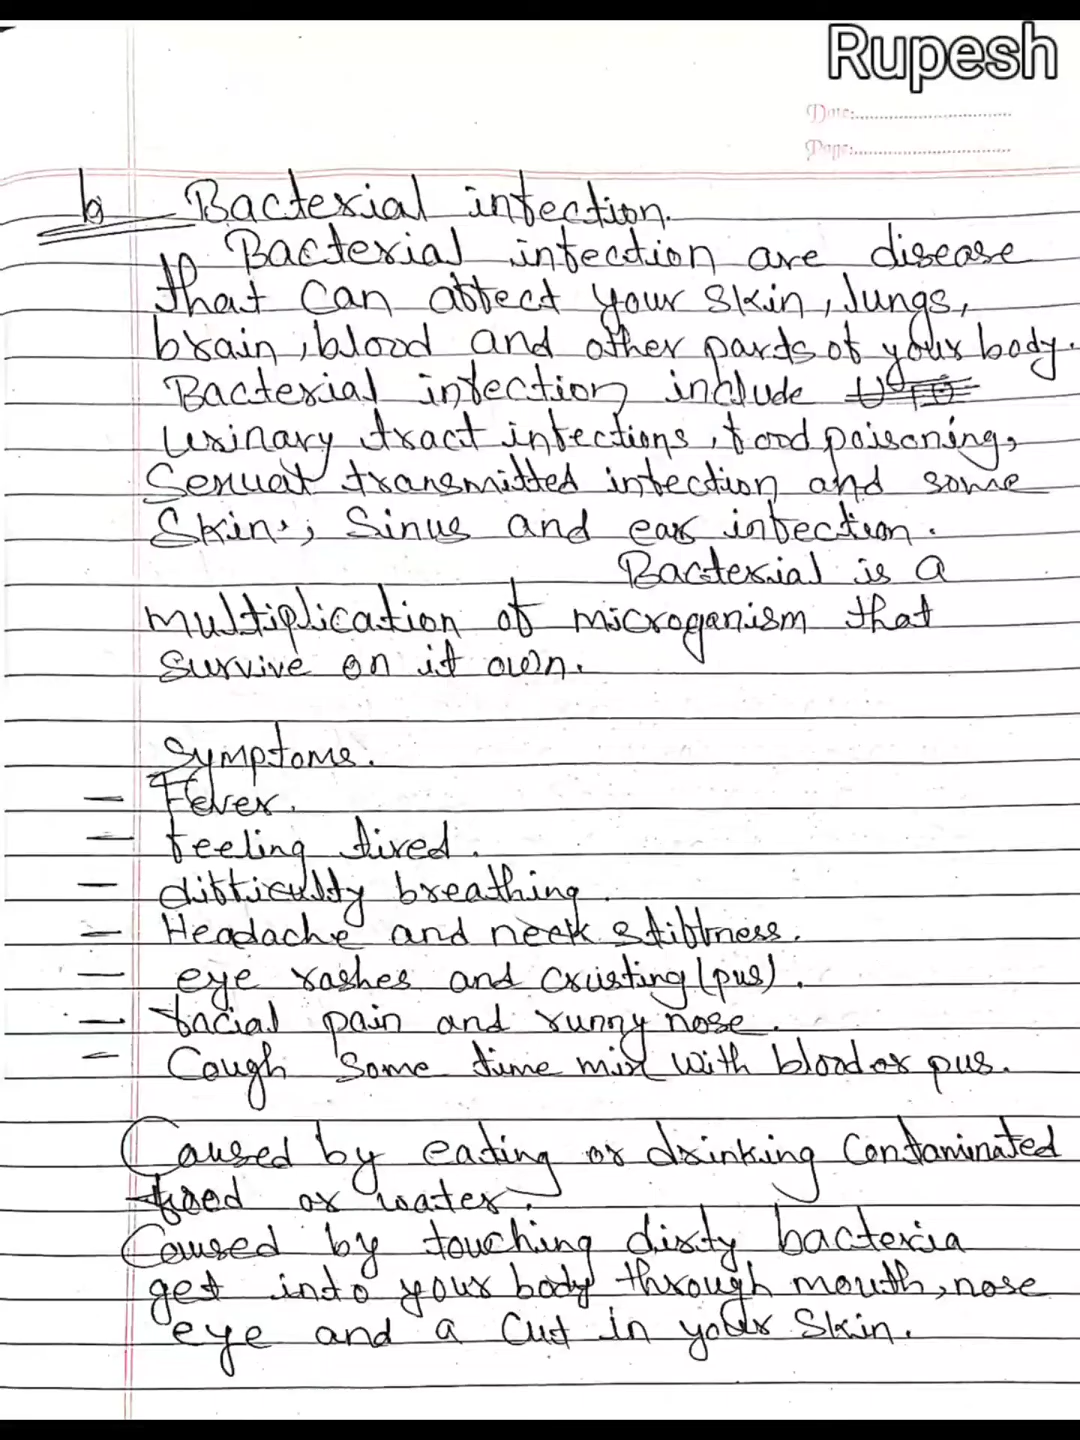 Rupesh
Date:
Page:
b Bacterial infection.
Bacterial infection are disease
that can affect your skin, lungs,
brain, blood and other parts of your body.
Bacterial infection include
Urinary tract infections, food poisoning,
Sexual transmitted infection and some
Skin, Sinus and ear infection.
Bacterial is a
multiplication of microganism that
survive on it own.
Symptoms.
- Fever.
- feeling tired.
- difficulty breathing.
- Headache and neck stiffness.
- eye rashes and crusting (pus).
- facial pain and runny nose.
- Cough some time mix with blood or pus.
Caused by eating or drinking contaminated
food or water.
Caused by touching dirty bacteria
get into your body through mouth, nose
eye and a cut in your skin.